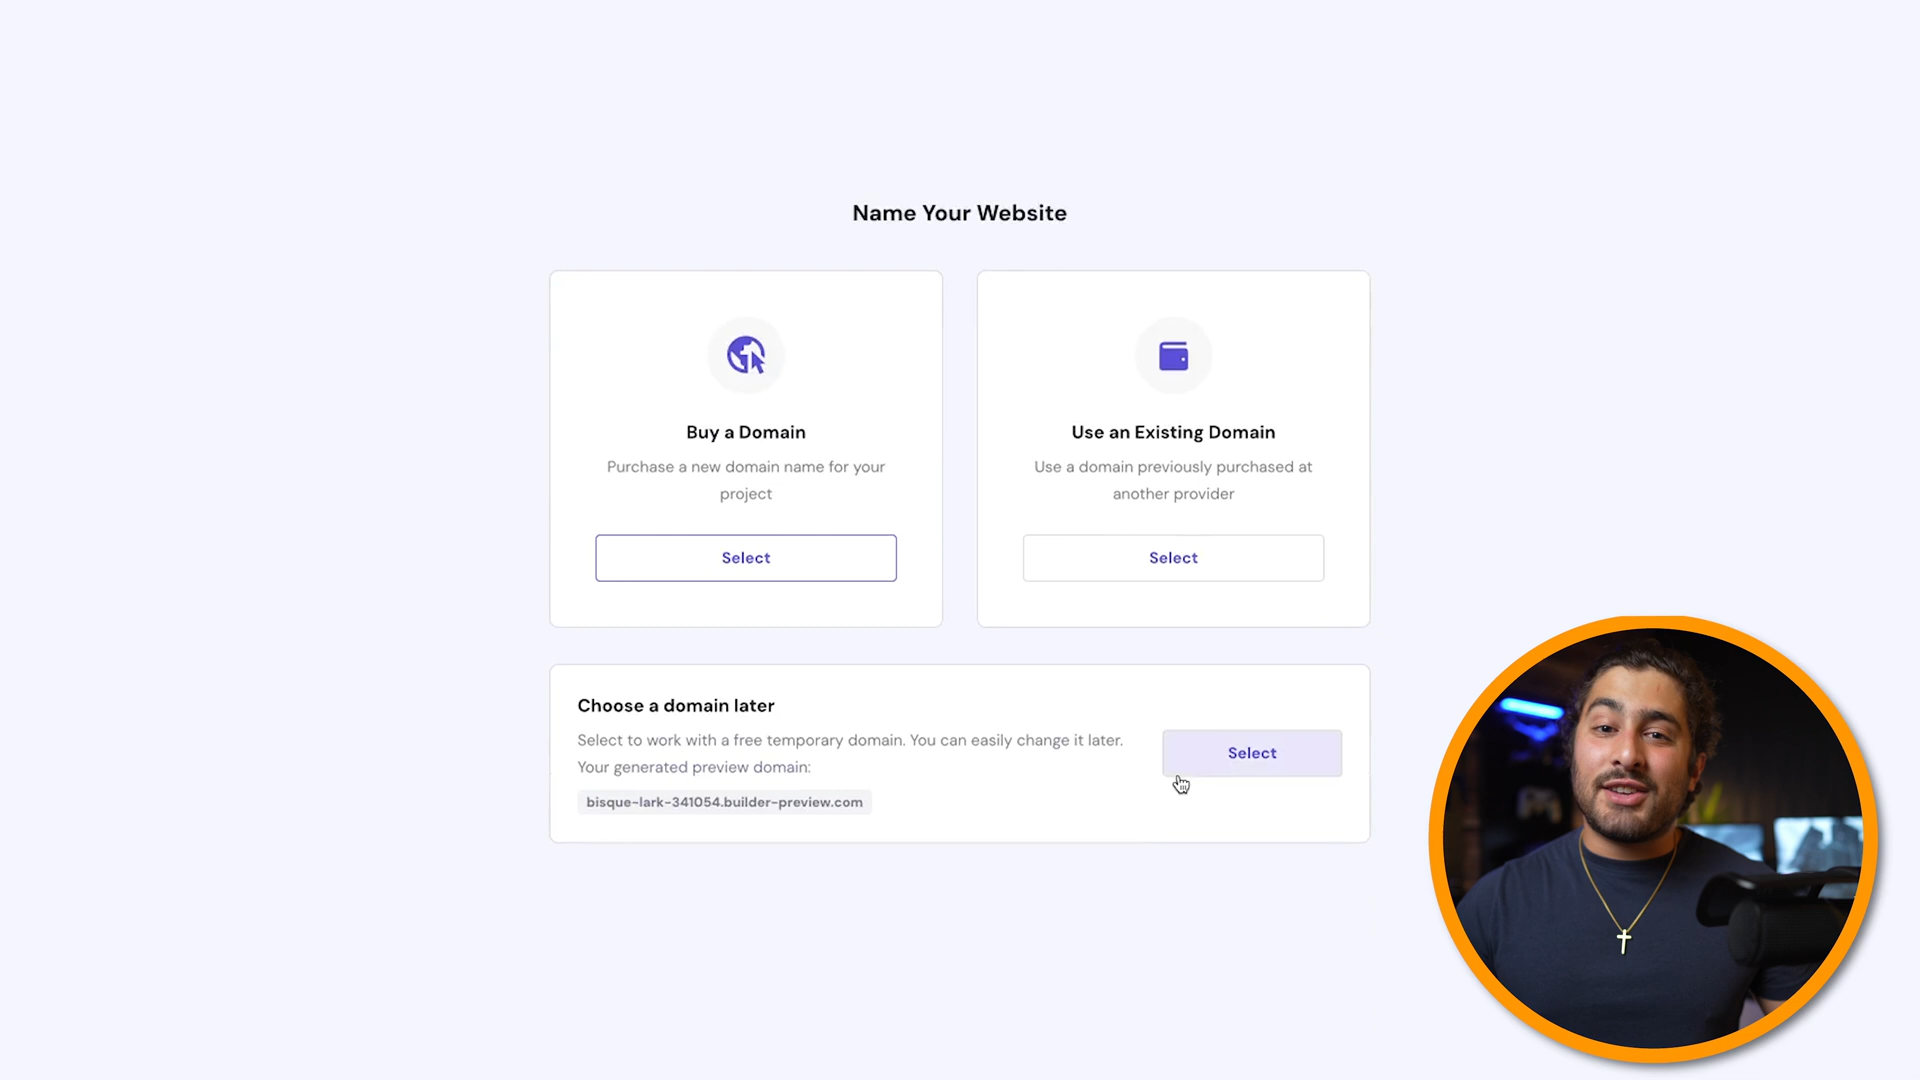 Name Your Website
Buy a Domain
Purchase a new domain name for your
project
Select
Use an Existing Domain
Use a domain previously purchased at
another provider
Select
Choose a domain later
Select to work with a free temporary domain. You can easily change it later.
Your generated preview domain:
bisque-lark-341054.builder-preview.com
Select